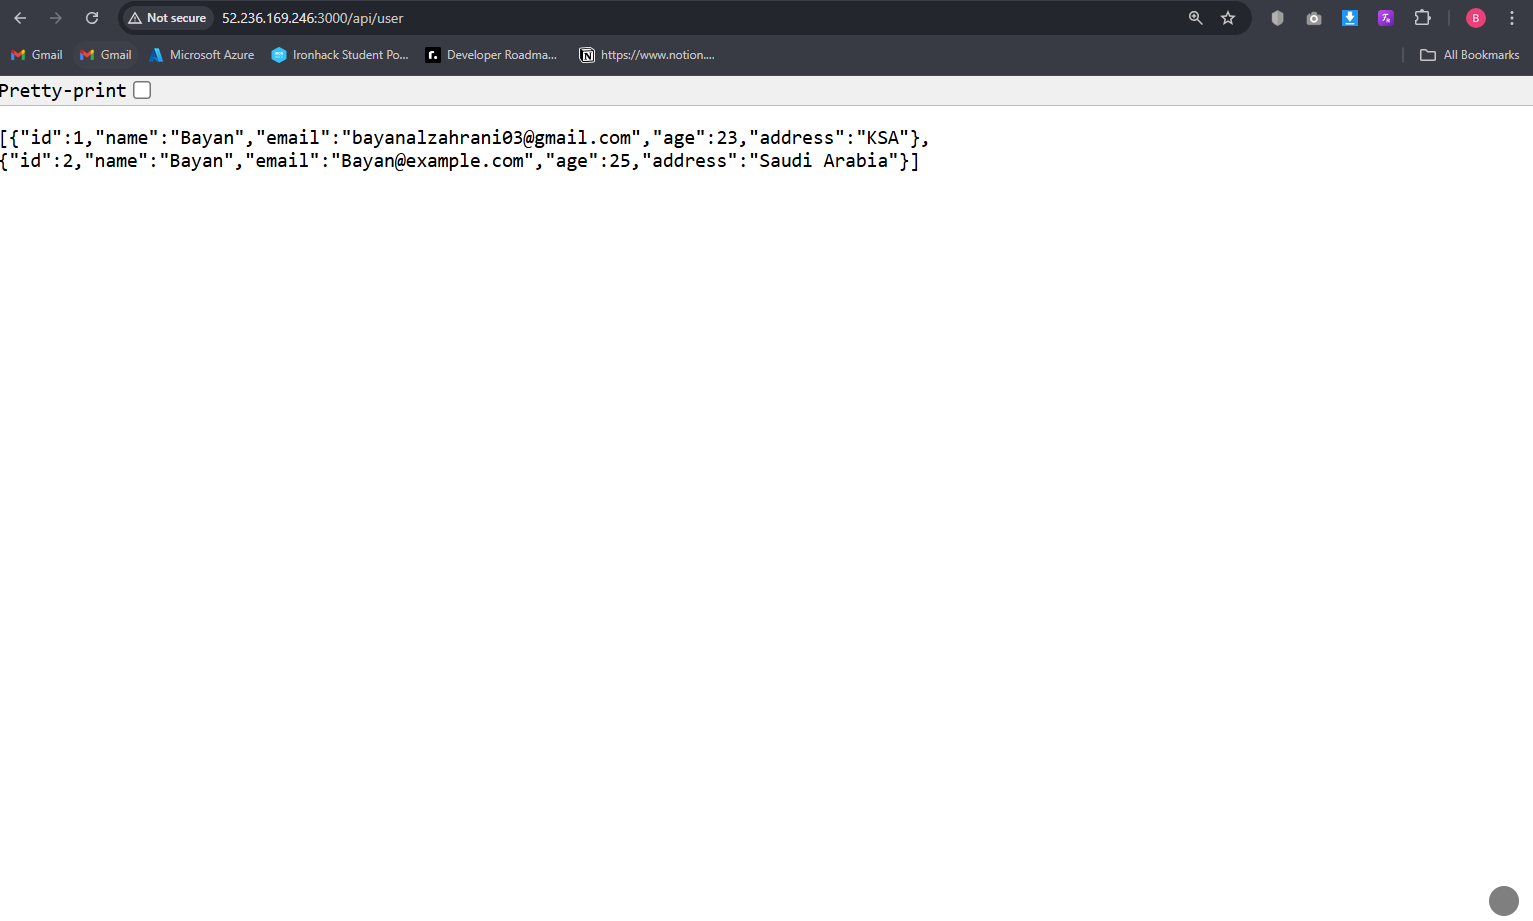 Not secure 52.236.169.246:3000/api/user B
Gmail Gmail Microsoft Azure Ironhack Student Po... Developer Roadma... https://www.notion.... All Bookmarks
Pretty-print
[{"id":1,"name":"Bayan","email":"bayanalzahrani03@gmail.com","age":23,"address":"KSA"},
{"id":2,"name":"Bayan","email":"Bayan@example.com","age":25,"address":"Saudi Arabia"}]